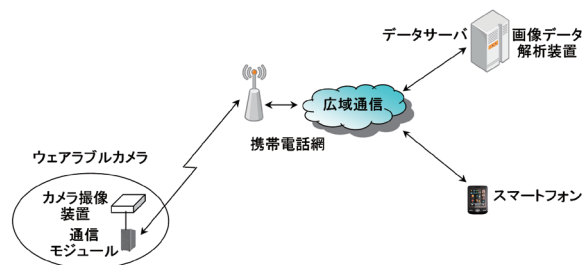 データサーバ
画像データ
解析装置
広域通信
携帯電話網
ウェアラブルカメラ
カメラ撮像
装置
通信
モジュール
スマートフォン